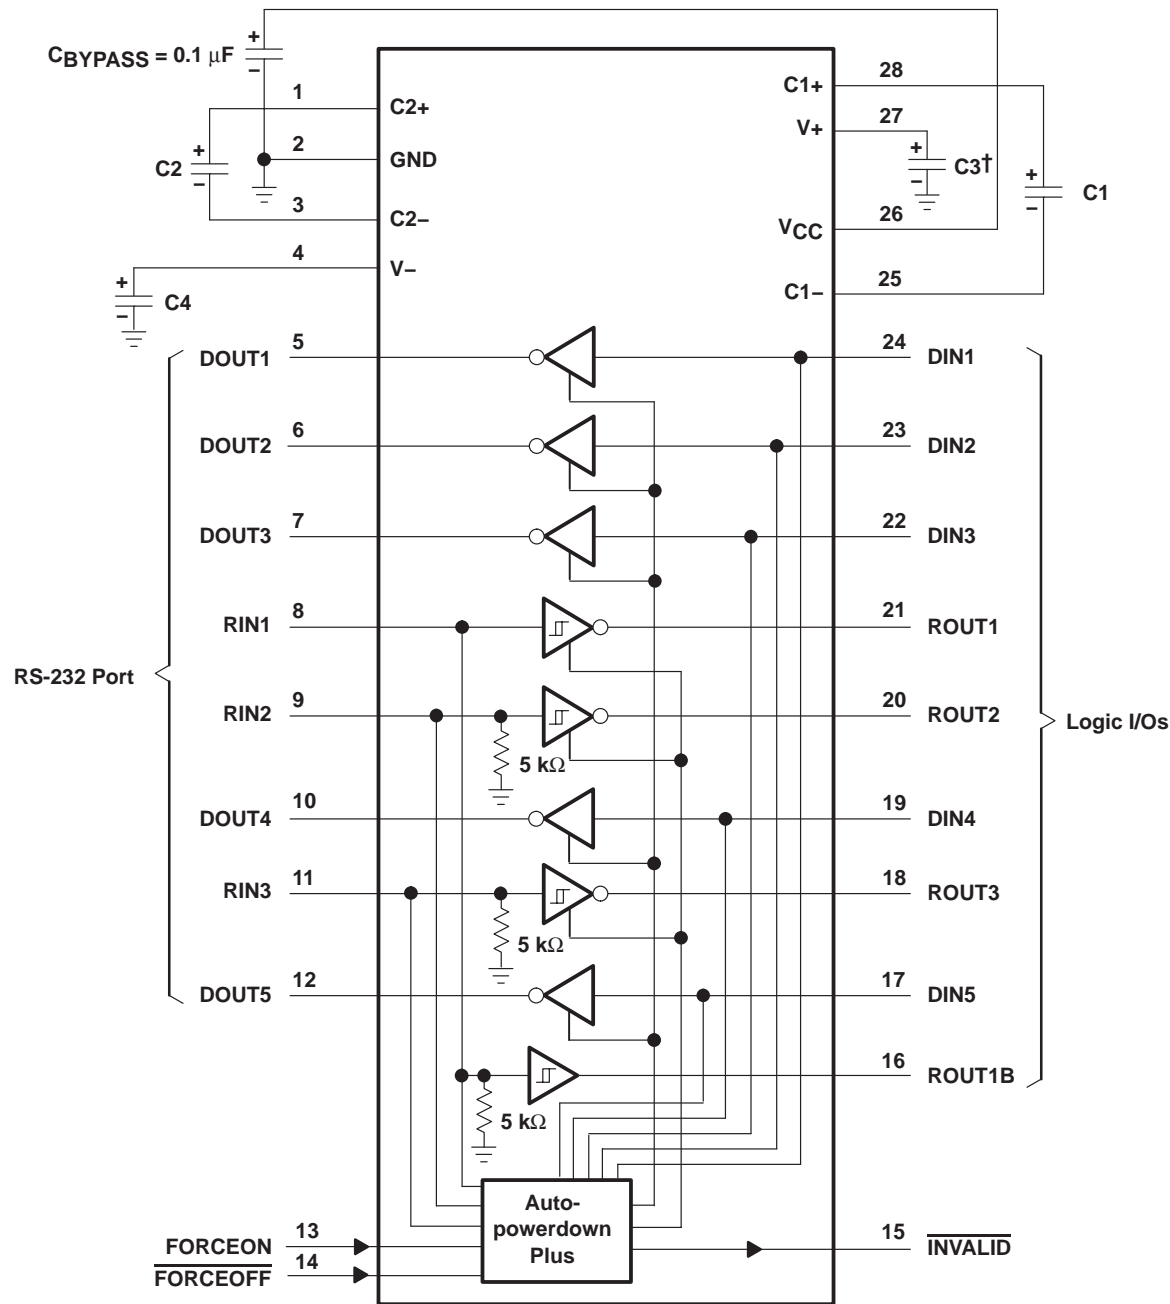 +
CBYPASS = 0.1 μF
−
1 C2+ C1+ 28
V+ 27
+
C2
−
2 GND
+
C3†
−
+
C1
−
3 C2− VCC 26
4 V− C1− 25
+
C4
−
DOUT1 5 24 DIN1
DOUT2 6 23 DIN2
DOUT3 7 22 DIN3
RIN1 8 21 ROUT1
RS-232 Port
RIN2 9 20 ROUT2
Logic I/Os
5 kΩ
DOUT4 10 19 DIN4
RIN3 11 18 ROUT3
5 kΩ
DOUT5 12 17 DIN5
16 ROUT1B
5 kΩ
Auto-
powerdown
Plus
FORCEON 13 15 INVALID
FORCEOFF 14